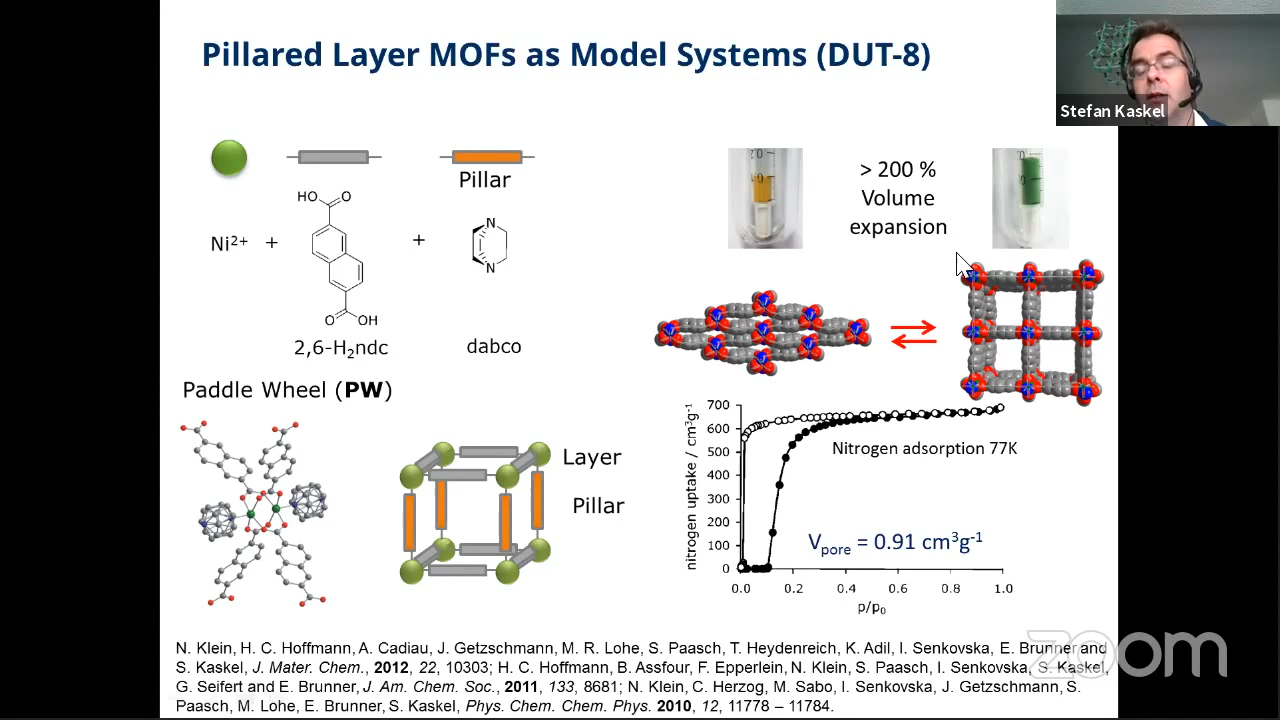 Pillared Layer MOFs as Model Systems (DUT-8)
Stefan Kaskel
Pillar
HO
O
Ni²⁺ + + N
N
O
OH
2,6-H₂ndc
dabco
> 200 %
Volume
expansion
Paddle Wheel (PW)
Layer
Pillar
nitrogen uptake / cm³g⁻¹
700
600
500
400
300
200
100
0
Nitrogen adsorption 77K
Vpore = 0.91 cm³g⁻¹
0.0 0.2 0.4 0.6 0.8 1.0
p/p₀
N. Klein, H. C. Hoffmann, A. Cadiau, J. Getzschmann, M. R. Lohe, S. Paasch, T. Heydenreich, K. Adil, I. Senkovska, E. Brunner and
S. Kaskel, J. Mater. Chem., 2012, 22, 10303; H. C. Hoffmann, B. Assfour, F. Epperlein, N. Klein, S. Paasch, I. Senkovska, S. Kaskel,
G. Seifert and E. Brunner, J. Am. Chem. Soc., 2011, 133, 8681; N. Klein, C. Herzog, M. Sabo, I. Senkovska, J. Getzschmann, S.
Paasch, M. Lohe, E. Brunner, S. Kaskel, Phys. Chem. Chem. Phys. 2010, 12, 11778 – 11784.
zoom